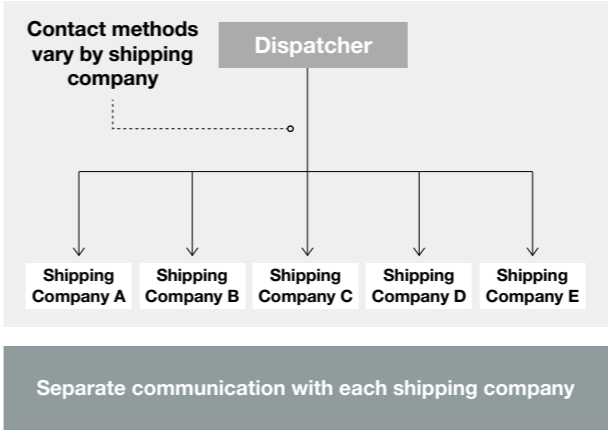 Contact methods
vary by shipping
company
Dispatcher
Shipping
Company A
Shipping
Company B
Shipping
Company C
Shipping
Company D
Shipping
Company E
Separate communication with each shipping company